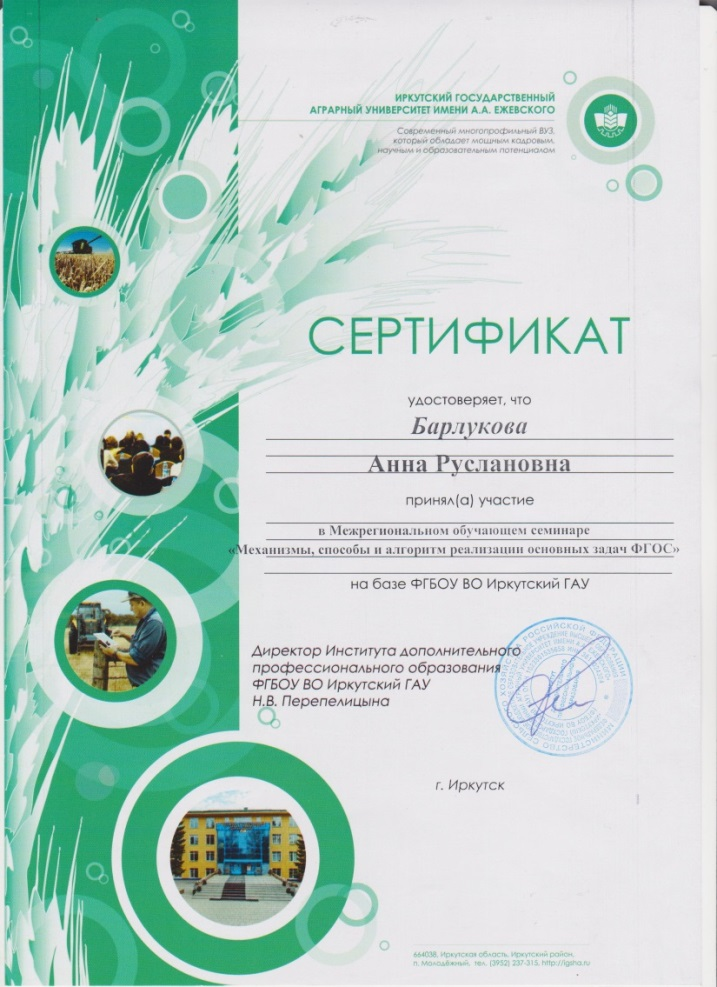 ИРКУТСКИЙ ГОСУДАРСТВЕННЫЙ
АГРАРНЫЙ УНИВЕРСИТЕТ ИМЕНИ А.А. ЕЖЕВСКОГО
Современный многопрофильный ВУЗ,
который обладает мощным кадровым,
научным и образовательным потенциалом
СЕРТИФИКАТ
удостоверяет, что
Барлукова
Анна Руслановна
принял(а) участие
в Межрегиональном обучающем семинаре
«Механизмы, способы и алгоритм реализации основных задач ФГОС»
на базе ФГБОУ ВО Иркутский ГАУ
Директор Института дополнительного
профессионального образования
ФГБОУ ВО Иркутский ГАУ
Н.В. Перепелицына
РОССИЙСКОЙ ФЕДЕРАЦИИ
г. Иркутск
664038, Иркутская область, Иркутский район,
п. Молодёжный, тел. (3952) 237-315, http://igsha.ru